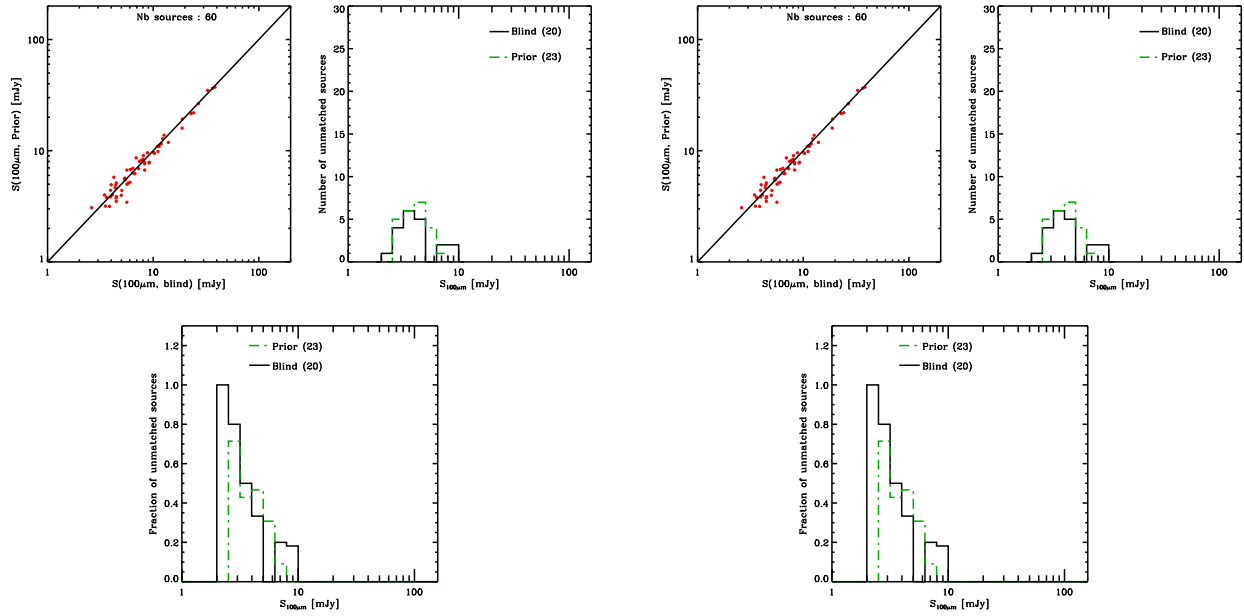 Nb sources : 60
S(100μm, Prior) [mJy]
100
10
1
1
10
100
S(100μm, blind) [mJy]
Number of unmatched sources
30
25
20
15
10
5
0
Blind (20)
Prior (23)
1
10
100
S100μm [mJy]
Nb sources : 60
S(100μm, Prior) [mJy]
100
10
1
1
10
100
S(100μm, blind) [mJy]
Number of unmatched sources
30
25
20
15
10
5
0
Blind (20)
Prior (23)
1
10
100
S100μm [mJy]
Fraction of unmatched sources
1.2
1.0
0.8
0.6
0.4
0.2
0.0
Prior (23)
Blind (20)
1
10
100
S100μm [mJy]
Fraction of unmatched sources
1.2
1.0
0.8
0.6
0.4
0.2
0.0
Prior (23)
Blind (20)
1
10
100
S100μm [mJy]